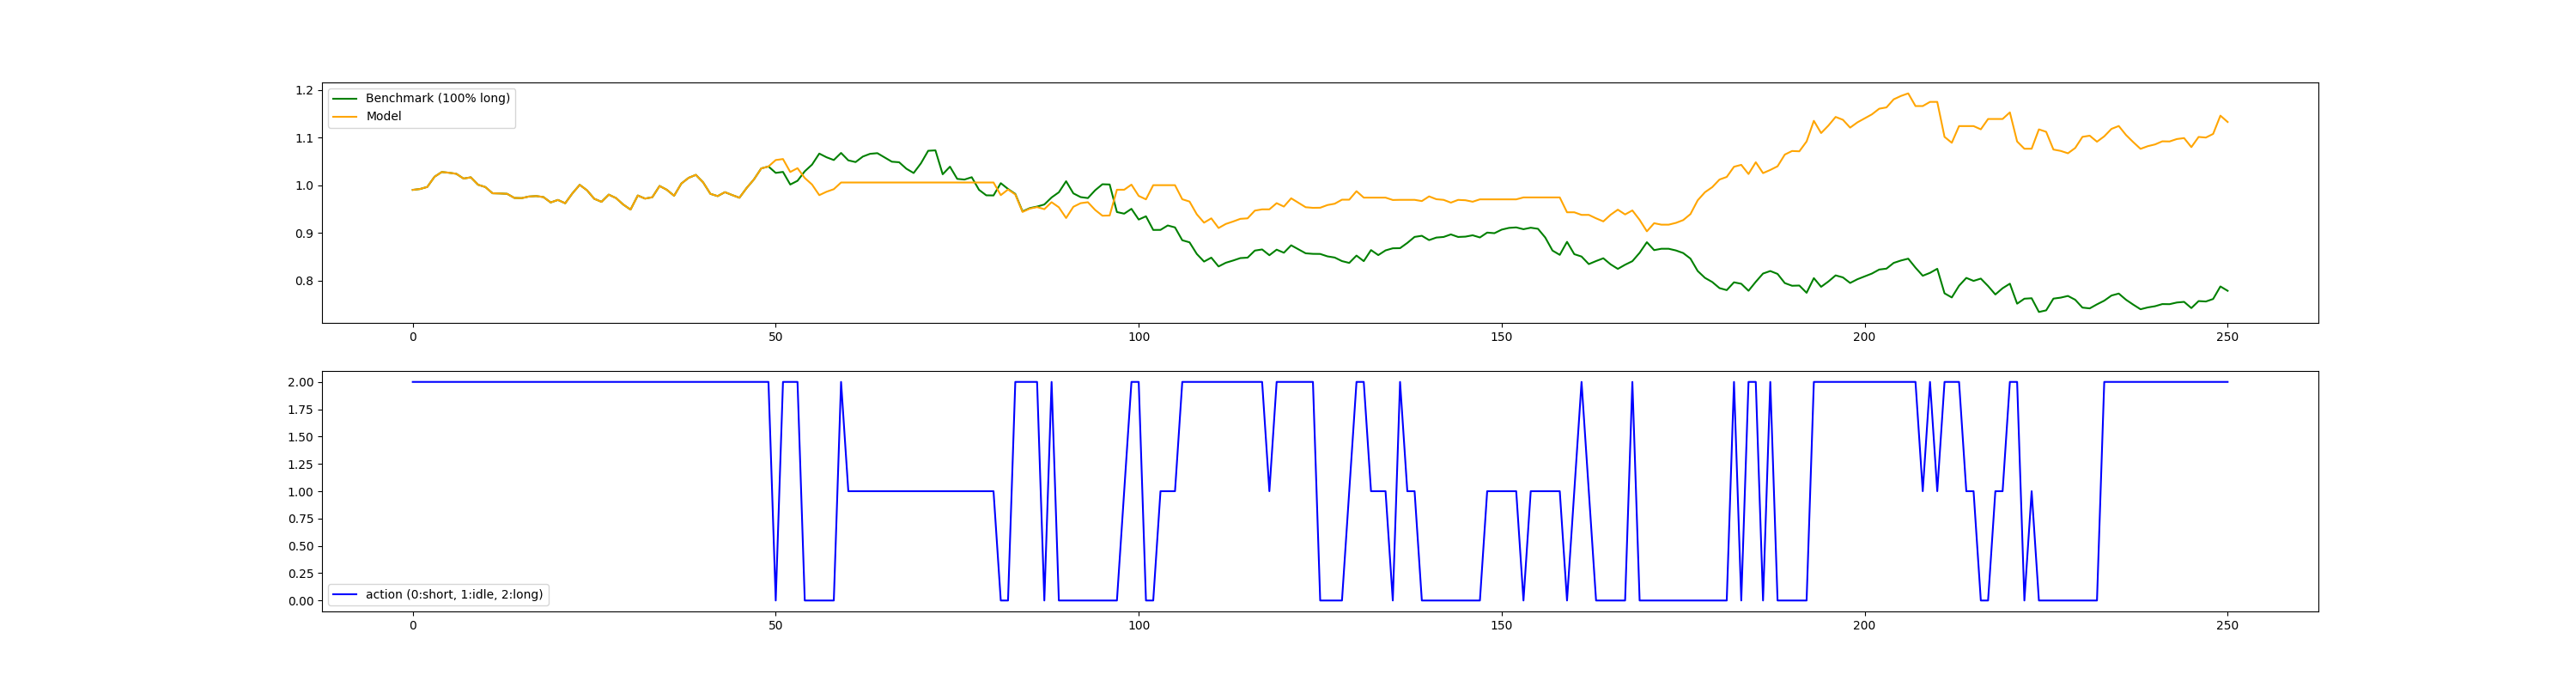 1.2
1.1
1.0
0.9
0.8
Benchmark (100% long)
Model
0 50 100 150 200 250
2.00
1.75
1.50
1.25
1.00
0.75
0.50
0.25
0.00
action (0:short, 1:idle, 2:long)
0 50 100 150 200 250